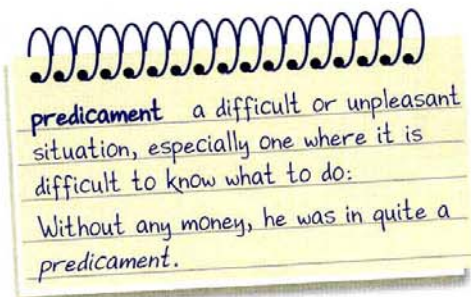 predicament a difficult or unpleasant
situation, especially one where it is
difficult to know what to do:
Without any money, he was in quite a
predicament.